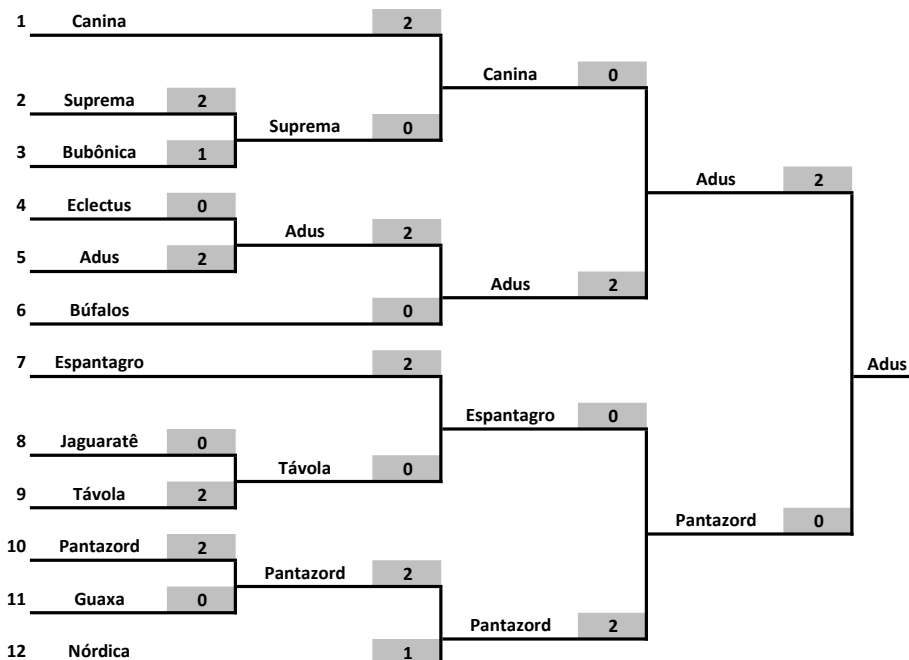 1 Canina 2
Canina 0
2 Suprema 2
Suprema 0
3 Bubônica 1
Adus 2
4 Eclectus 0
Adus 2
5 Adus 2
Adus 2
6 Búfalos 0
7 Espantagro 2
Adus
Espantagro 0
8 Jaguaratê 0
Távola 0
9 Távola 2
Pantazord 0
10 Pantazord 2
Pantazord 2
11 Guaxa 0
Pantazord 2
12 Nórdica 1